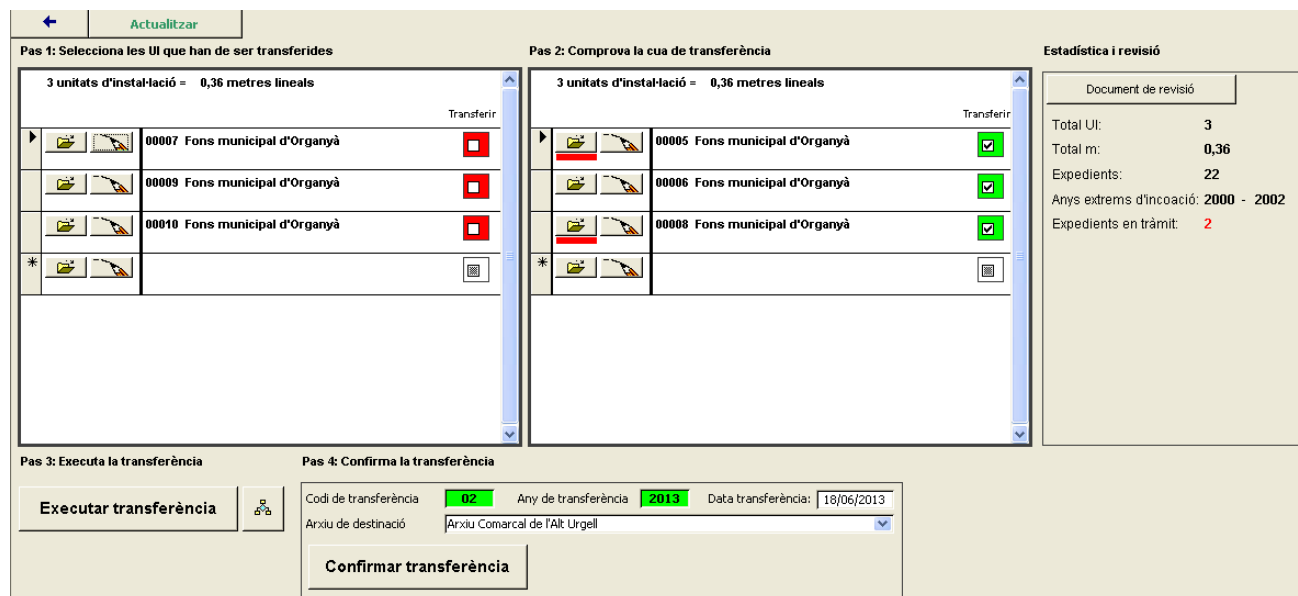 Actualitzar
Pas 1: Selecciona les UI que han de ser transferides
3 unitats d'instal·lació = 0,36 metres lineals
Transferir
00007 Fons municipal d'Organyà
00009 Fons municipal d'Organyà
00010 Fons municipal d'Organyà
Pas 2: Comprova la cua de transferència
3 unitats d'instal·lació = 0,36 metres lineals
Transferir
00005 Fons municipal d'Organyà
00006 Fons municipal d'Organyà
00008 Fons municipal d'Organyà
Estadística i revisió
Document de revisió
Total UI: 3
Total m: 0,36
Expedients: 22
Anys extrems d'incoació: 2000 - 2002
Expedients en tràmit: 2
Pas 3: Executa la transferència
Executar transferència
Pas 4: Confirma la transferència
Codi de transferència 02 Any de transferència 2013 Data transferència: 18/06/2013
Arxiu de destinació Arxiu Comarcal de l'Alt Urgell
Confirmar transferència